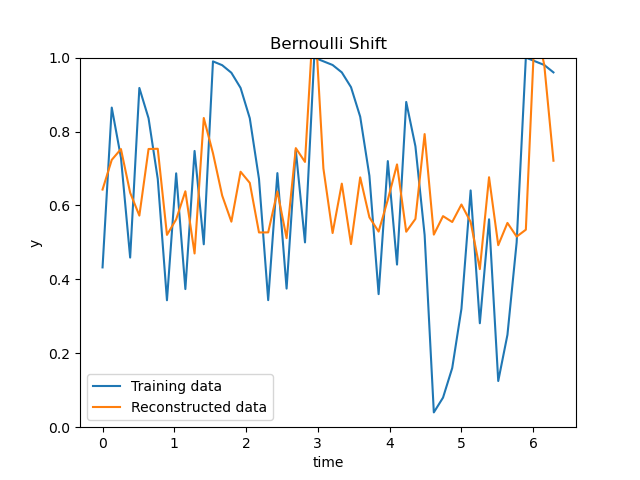 Bernoulli Shift
1.0
0.8
0.6
0.4
0.2
0.0
y
Training data
Reconstructed data
0 1 2 3 4 5 6
time